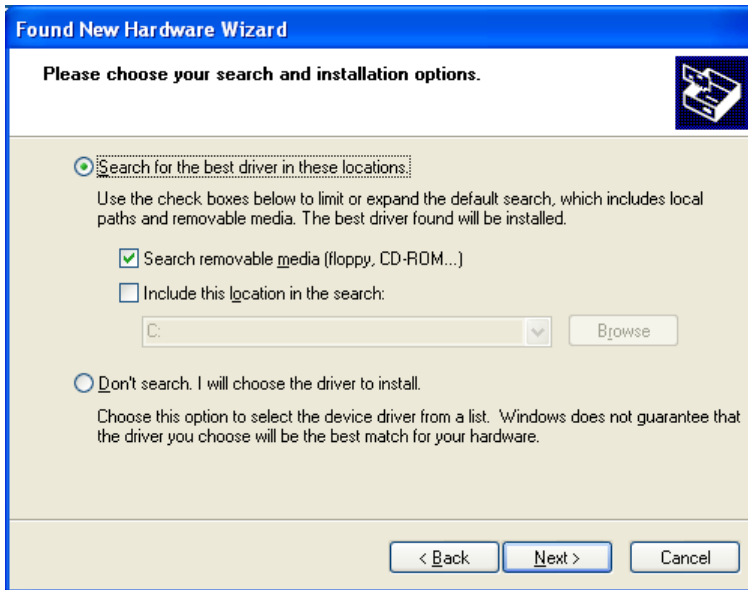 Found New Hardware Wizard
Please choose your search and installation options.
Search for the best driver in these locations.
Use the check boxes below to limit or expand the default search, which includes local
paths and removable media. The best driver found will be installed.
Search removable media (floppy, CD-ROM...)
Include this location in the search:
C:
Browse
Don't search. I will choose the driver to install.
Choose this option to select the device driver from a list. Windows does not guarantee that
the driver you choose will be the best match for your hardware.
< Back
Next >
Cancel